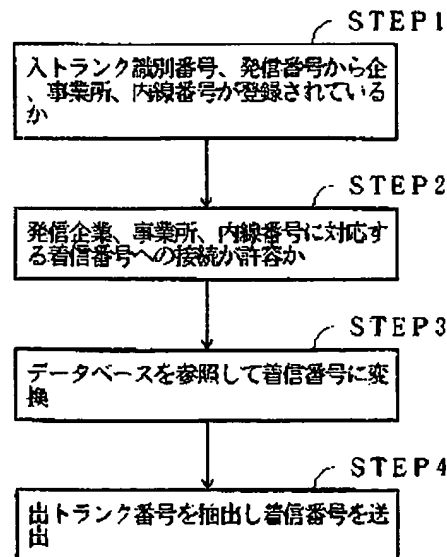 STEP1
入トランク識別番号、発信番号から企
、事業所、内線番号が登録されている
か
STEP2
発信企業、事業所、内線番号に対応す
る着信番号への接続が許容か
STEP3
データベースを参照して着信番号に変
換
STEP4
出トランク番号を抽出し着信番号を送
出